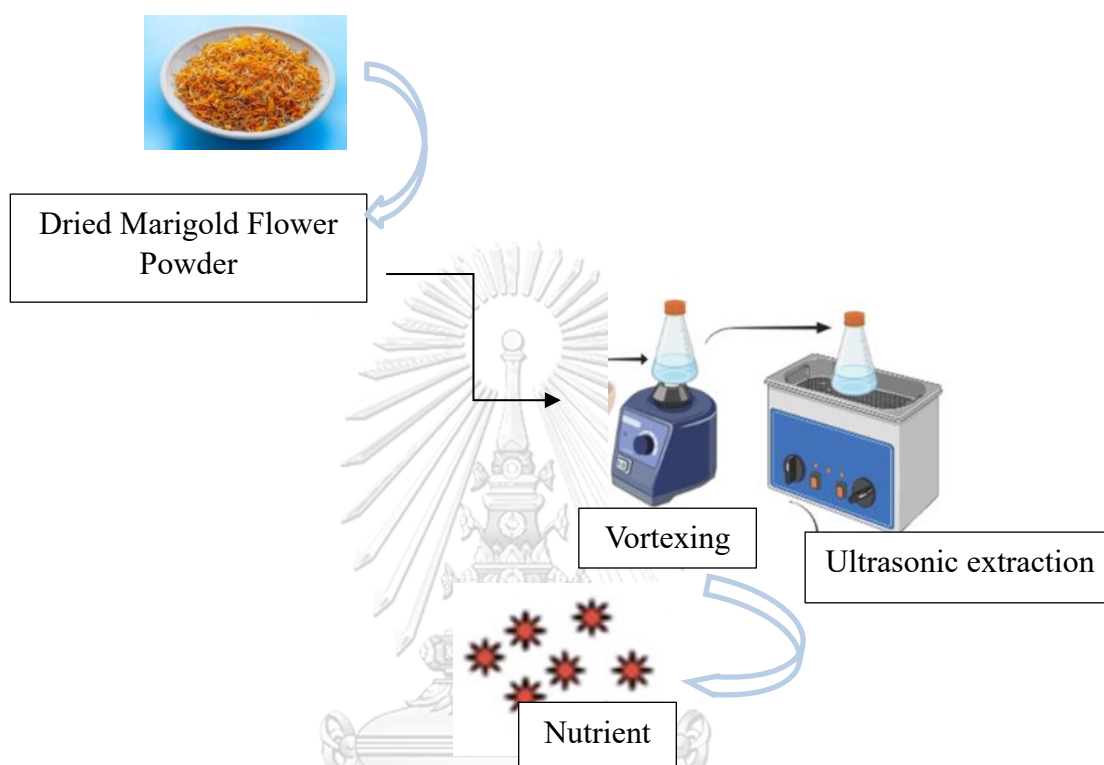 Dried Marigold Flower
Powder
Vortexing
Ultrasonic extraction
Nutrient